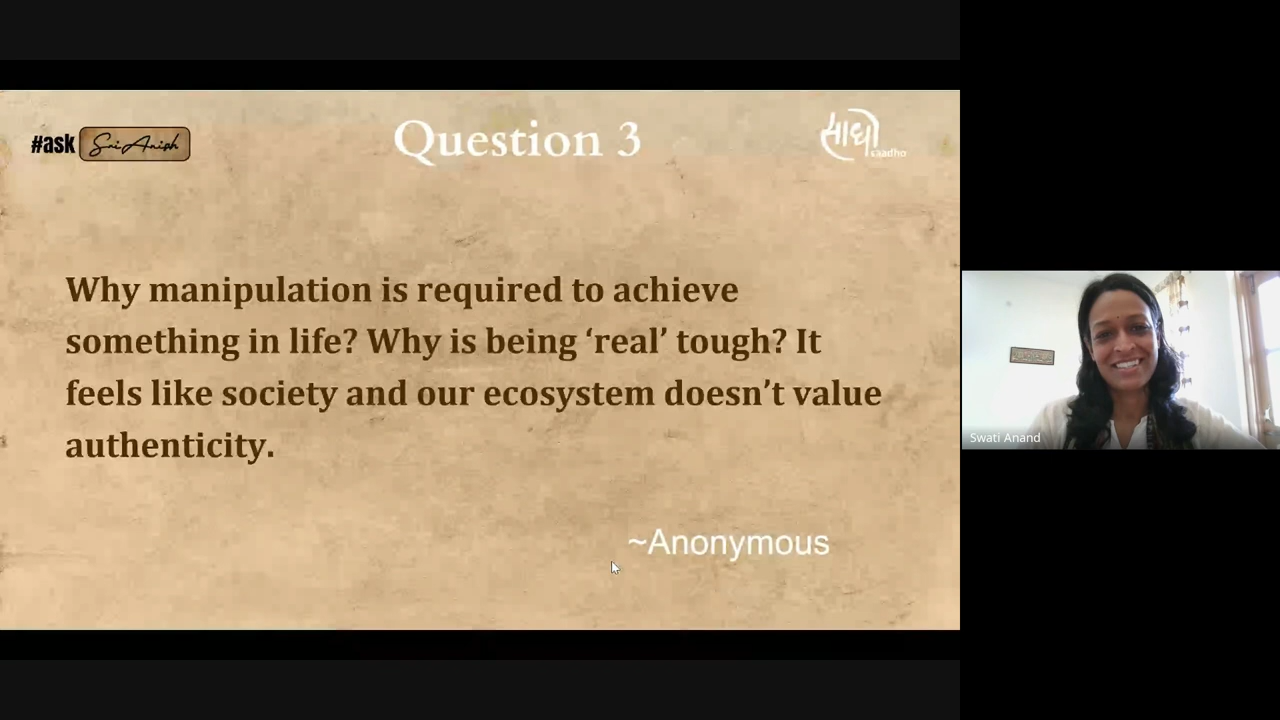 #ask Sri Anish
Question 3
साधो
saadho
Why manipulation is required to achieve
something in life? Why is being ‘real’ tough? It
feels like society and our ecosystem doesn’t value
authenticity.
~Anonymous
Swati Anand